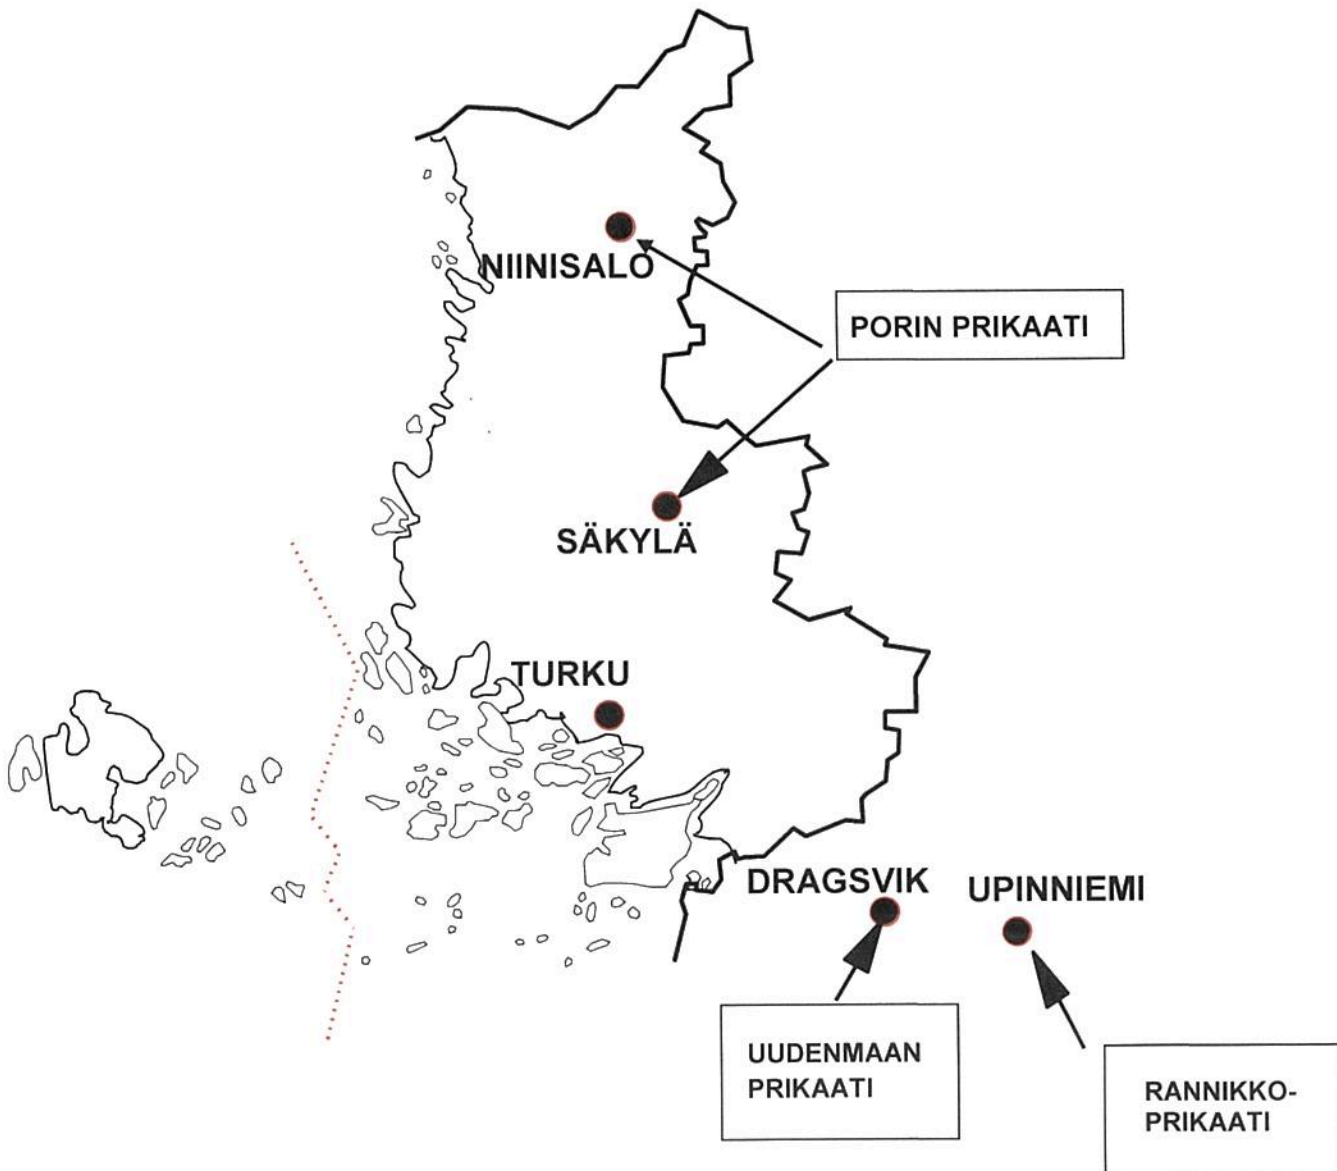 NIINISALO
PORIN PRIKAATI
SÄKYLÄ
TURKU
DRAGSVIK
UPINNIEMI
UUDENMAAN
PRIKAATI
RANNIKKO-
PRIKAATI